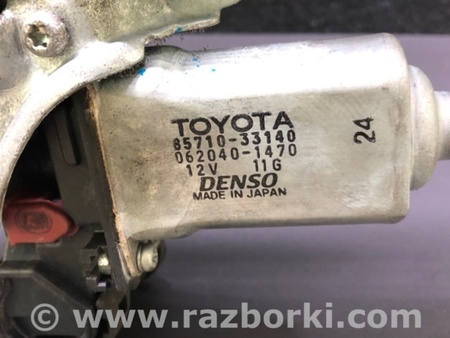 TOYOTA
85710-33140
062040-1470
12V 11G
DENSO
MADE IN JAPAN
24
© www.razborki.com